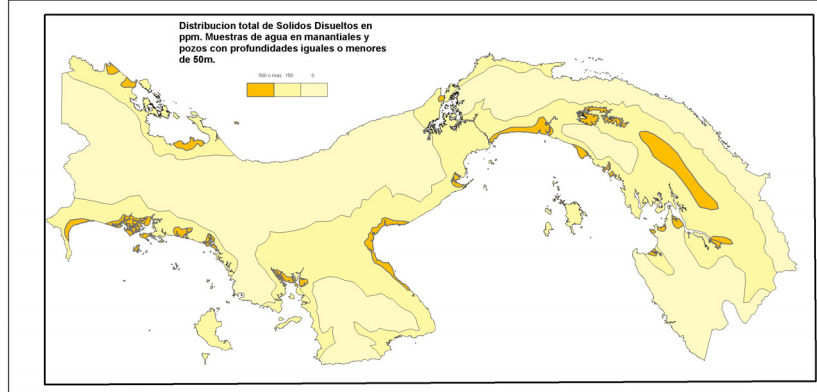 Distribucion total de Solidos Disueltos en
ppm. Muestras de agua en manantiales y
pozos con profundidades iguales o menores
de 50m.
500 o mas 150 0